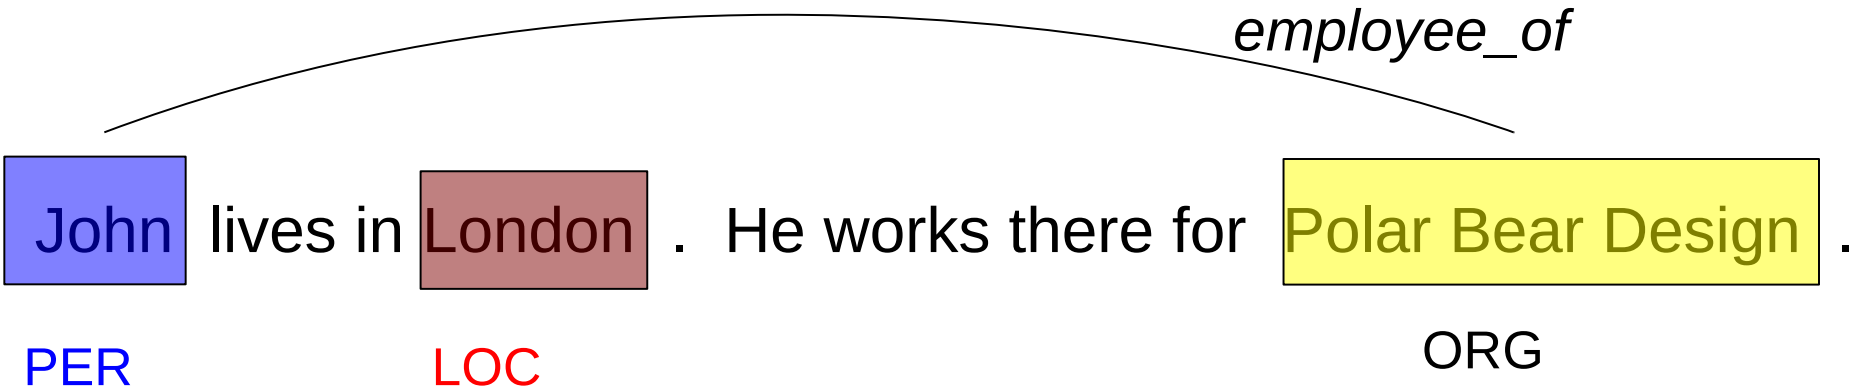 employee_of
John lives in London . He works there for Polar Bear Design .
PER LOC ORG